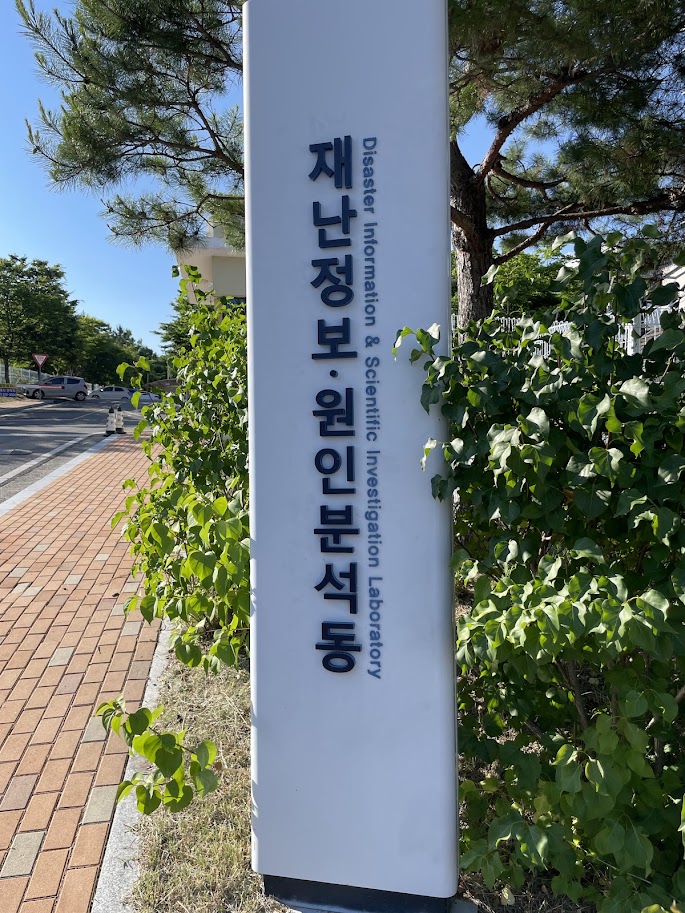 재난정보·원인분석동
Disaster Information & Scientific Investigation Laboratory